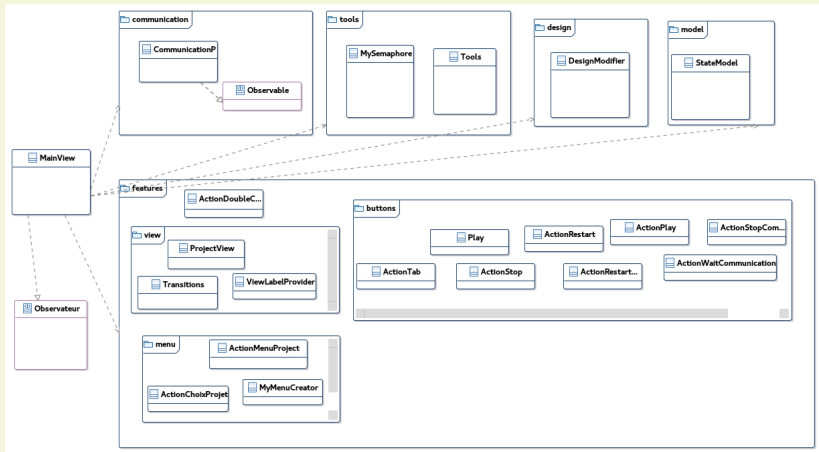 communication
CommunicationP
Observable
tools
MySemaphore
Tools
design
DesignModifier
model
StateModel
MainView
Observateur
features
ActionDoubleC...
view
ProjectView
Transitions
ViewLabelProvider
buttons
Play
ActionRestart
ActionPlay
ActionStopCom...
ActionTab
ActionStop
ActionRestart...
ActionWaitCommunication
menu
ActionMenuProject
ActionChoixProjet
MyMenuCreator